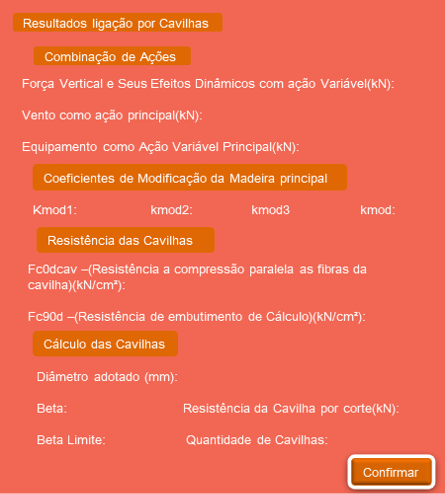 Resultados ligação por Cavilhas
Combinação de Ações
Força Vertical e Seus Efeitos Dinâmicos com ação Variável(kN):
Vento como ação principal(kN):
Equipamento como Ação Variável Principal(kN):
Coeficientes de Modificação da Madeira principal
Kmod1: kmod2: kmod3 kmod:
Resistência das Cavilhas
Fc0dcav –(Resistência a compressão paralela as fibras da
cavilha)(kN/cm²):
Fc90d –(Resistência de embutimento de Cálculo)(kN/cm²):
Cálculo das Cavilhas
Diâmetro adotado (mm):
Beta: Resistência da Cavilha por corte(kN):
Beta Limite: Quantidade de Cavilhas:
Confirmar